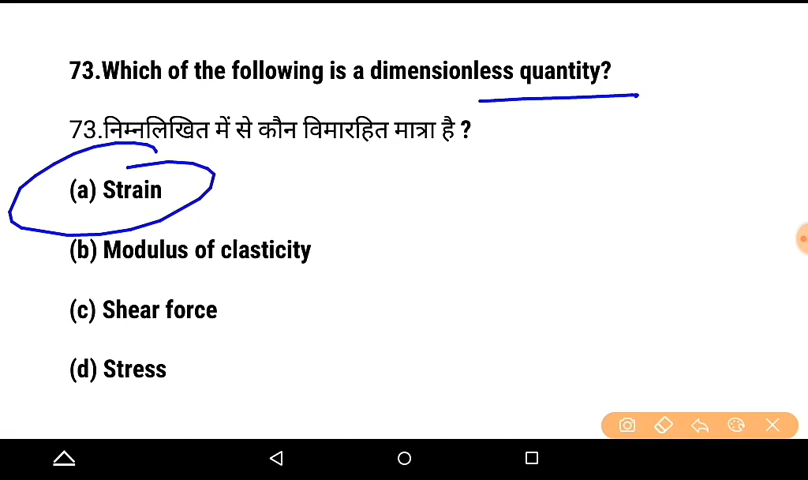 73.Which of the following is a dimensionless quantity?
73.निम्नलिखित में से कौन विमारहित मात्रा है ?
(a) Strain
(b) Modulus of clasticity
(c) Shear force
(d) Stress